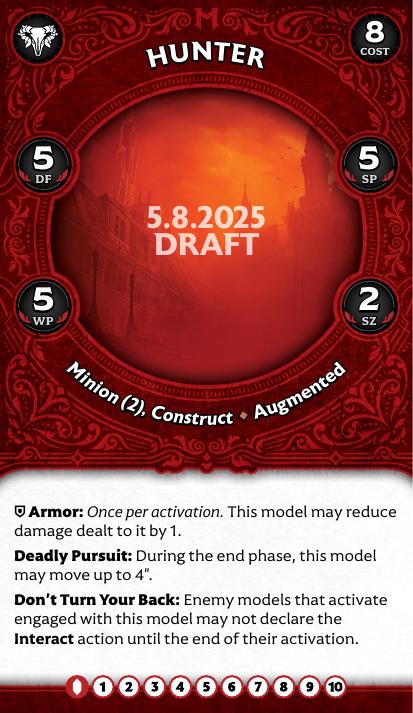 HUNTER
8
COST
5
DF
5
SP
5.8.2025
DRAFT
5
WP
2
SZ
Minion (2), Construct ⬥ Augmented
Armor: Once per activation. This model may reduce
damage dealt to it by 1.
Deadly Pursuit: During the end phase, this model
may move up to 4".
Don’t Turn Your Back: Enemy models that activate
engaged with this model may not declare the
Interact action until the end of their activation.
1 2 3 4 5 6 7 8 9 10